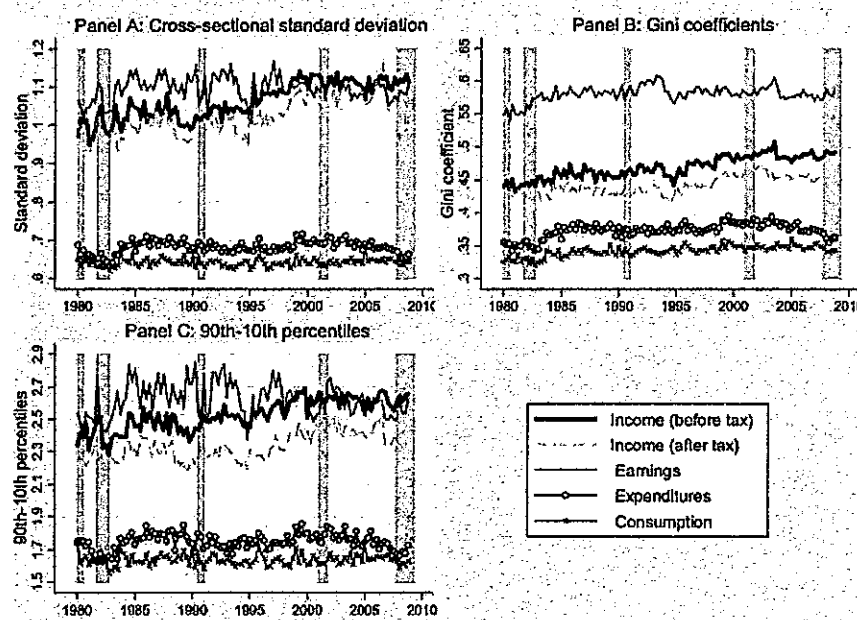 Panel A: Cross-sectional standard deviation
Standard deviation
1.2
1.1
1
.9
.8
.7
.6
1980 1985 1990 1995 2000 2005 2010
Panel B: Gini coefficients
Gini coefficient
.65
.6
.55
.5
.45
.4
.35
.3
1980 1985 1990 1995 2000 2005 2010
Panel C: 90th-10th percentiles
90th-10th percentiles
2.9
2.7
2.5
2.3
2.1
1.9
1.7
1.5
1980 1985 1990 1995 2000 2005 2010
Income (before tax)
Income (after tax)
Earnings
Expenditures
Consumption